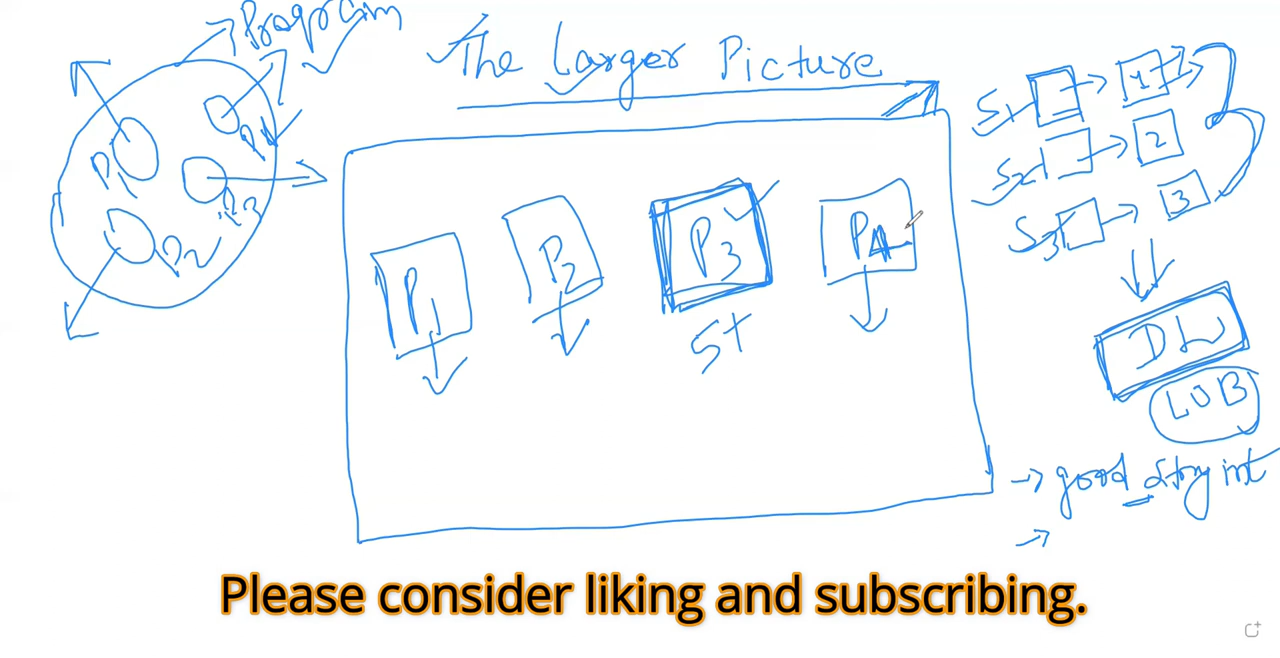 Program
The Larger Picture
P1
P4
P3
P2
P1
P2
P3
P4
St
S1
1
S2
2
S3
3
DW
LOB
→ good story int
→
Please consider liking and subscribing.